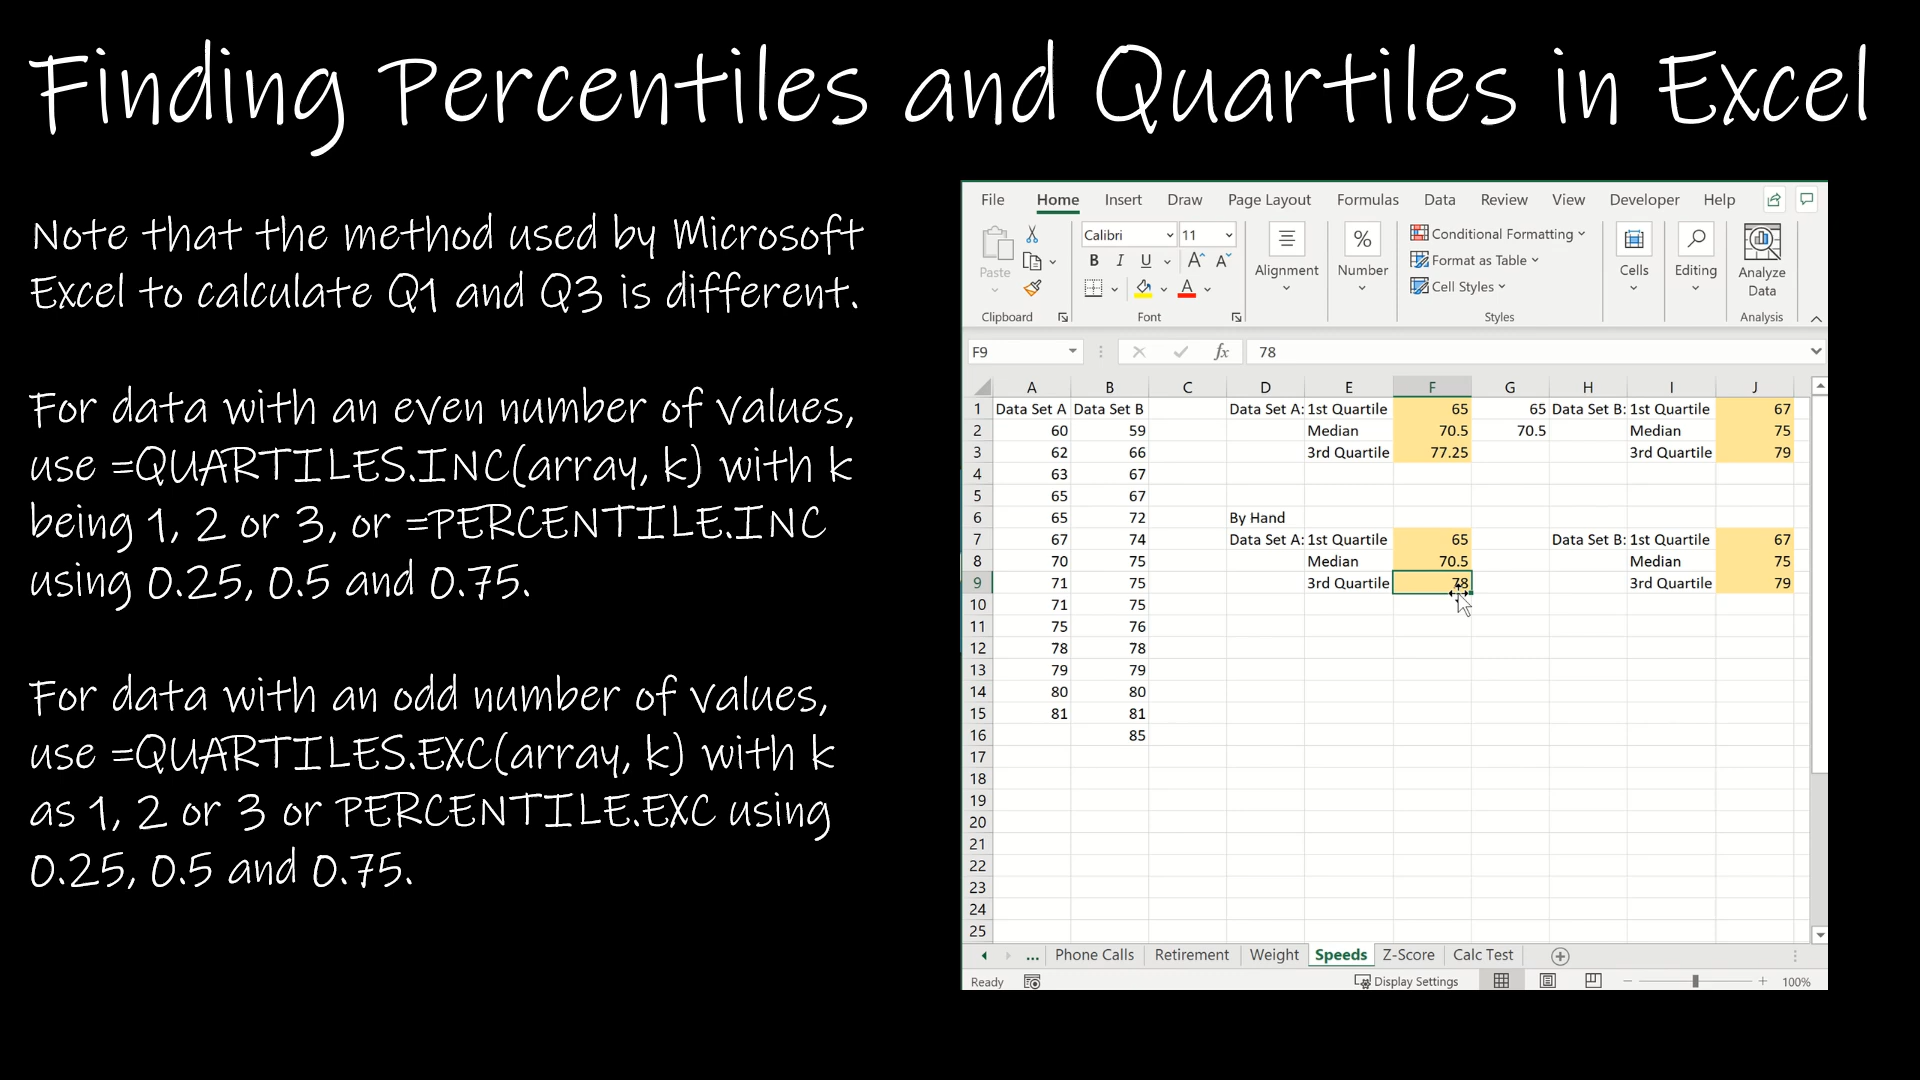 Finding Percentiles and Quartiles in Excel
Note that the method used by Microsoft
Excel to calculate Q1 and Q3 is different.
For data with an even number of values,
use =QUARTILES.INC(array, k) with k
being 1, 2 or 3, or =PERCENTILE.INC
using 0.25, 0.5 and 0.75.
For data with an odd number of values,
use =QUARTILES.EXC(array, k) with k
as 1, 2 or 3 or PERCENTILE.EXC using
0.25, 0.5 and 0.75.
File Home Insert Draw Page Layout Formulas Data Review View Developer Help
Paste Calibri 11 B I U A A A Alignment % Number Conditional Formatting Format as Table Cell Styles Cells Editing Analyze Data
Clipboard Font Styles Analysis
F9 fx 78
A B C D E F G H I J
1 Data Set A Data Set B Data Set A: 1st Quartile 65 65 Data Set B: 1st Quartile 67
2 60 59 Median 70.5 70.5 Median 75
3 62 66 3rd Quartile 77.25 3rd Quartile 79
4 63 67
5 65 67
6 65 72 By Hand
7 67 74 Data Set A: 1st Quartile 65 Data Set B: 1st Quartile 67
8 70 75 Median 70.5 Median 75
9 71 75 3rd Quartile 78 3rd Quartile 79
10 71 75
11 75 76
12 78 78
13 79 79
14 80 80
15 81 81
16 85
17
18
19
20
21
22
23
24
25
... Phone Calls Retirement Weight Speeds Z-Score Calc Test
Ready Display Settings 100%